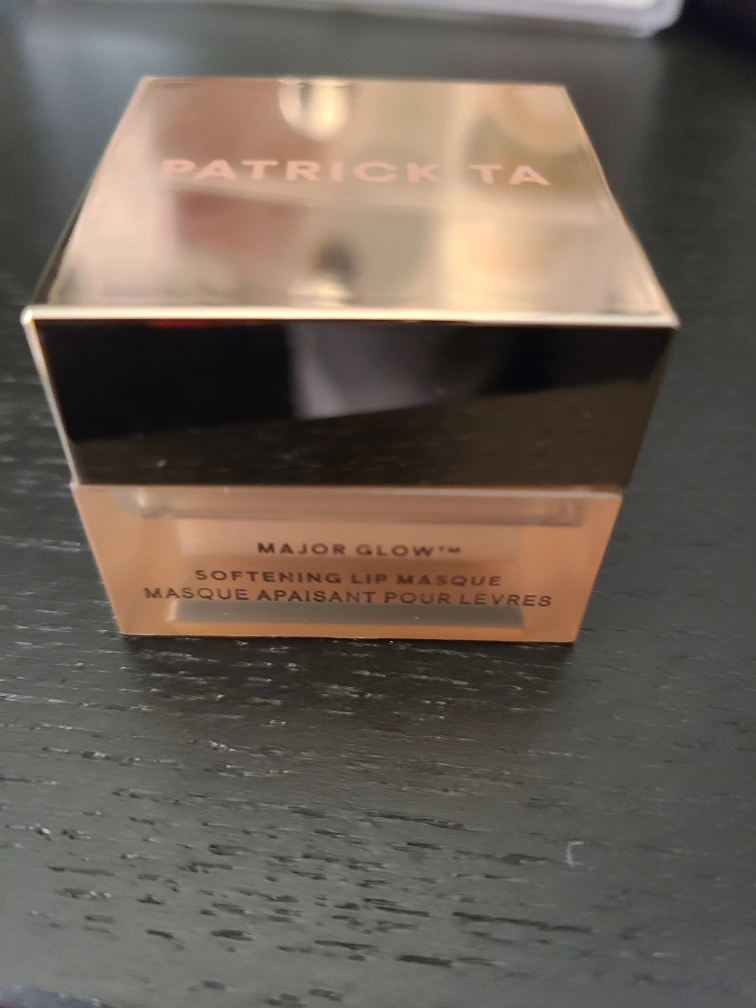 PATRICK TA
MAJOR GLOW™
SOFTENING LIP MASQUE
MASQUE APAISANT POUR LÈVRES